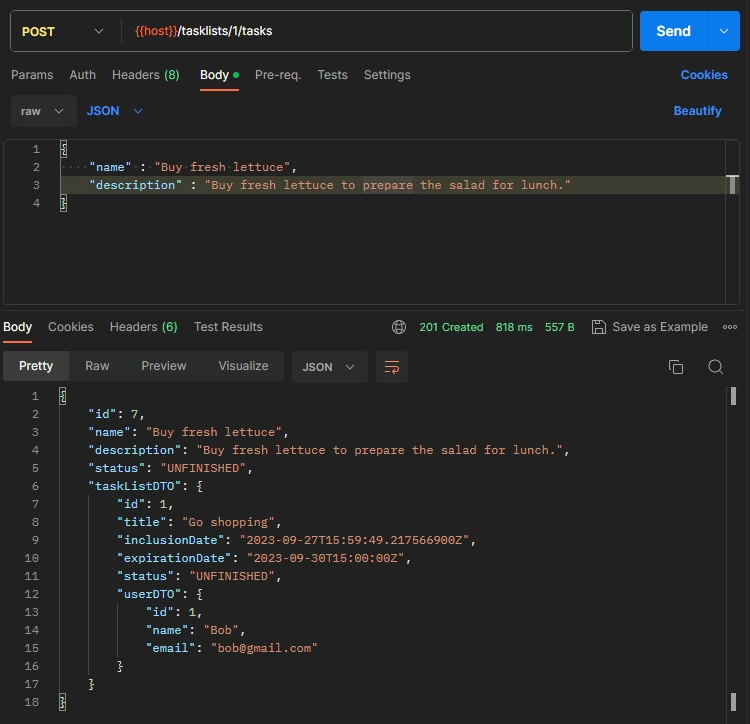 POST {{host}}/tasklists/1/tasks Send
Params Auth Headers (8) Body Pre-req. Tests Settings Cookies
raw JSON Beautify
1 {
2 "name" : "Buy fresh lettuce",
3 "description" : "Buy fresh lettuce to prepare the salad for lunch."
4 }
Body Cookies Headers (6) Test Results 201 Created 818 ms 557 B Save as Example
Pretty Raw Preview Visualize JSON
1 {
2 "id": 7,
3 "name": "Buy fresh lettuce",
4 "description": "Buy fresh lettuce to prepare the salad for lunch.",
5 "status": "UNFINISHED",
6 "taskListDTO": {
7 "id": 1,
8 "title": "Go shopping",
9 "inclusionDate": "2023-09-27T15:59:49.217566900Z",
10 "expirationDate": "2023-09-30T15:00:00Z",
11 "status": "UNFINISHED",
12 "userDTO": {
13 "id": 1,
14 "name": "Bob",
15 "email": "bob@gmail.com"
16 }
17 }
18 }